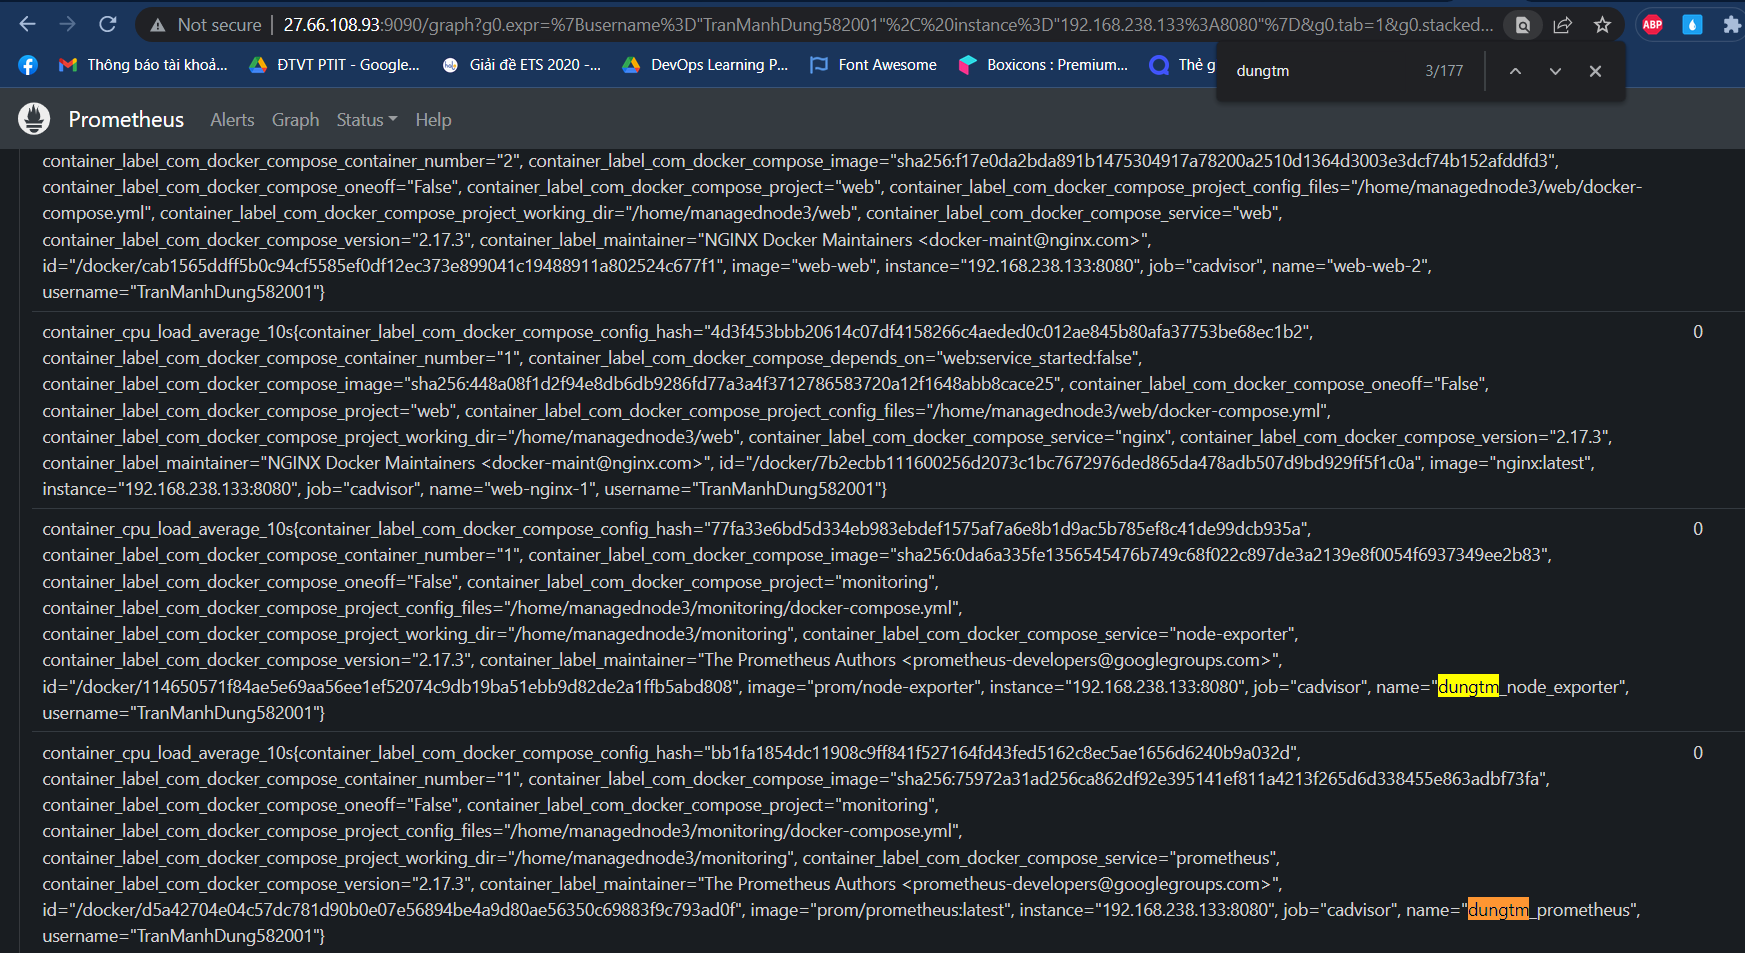 Not secure | 27.66.108.93:9090/graph?g0.expr=%7Busername%3D"TranManhDung582001"%2C%20instance%3D"192.168.238.133%3A8080"%7D&g0.tab=1&g0.stacked...
ABP
Thông báo tài khoả...
ĐTVT PTIT - Google...
Giải đề ETS 2020 -...
DevOps Learning P...
Font Awesome
Boxicons : Premium...
Thẻ g
dungtm 3/177
Prometheus Alerts Graph Status Help
container_label_com_docker_compose_container_number="2", container_label_com_docker_compose_image="sha256:f17e0da2bda891b1475304917a78200a2510d1364d3003e3dcf74b152afddfd3",
container_label_com_docker_compose_oneoff="False", container_label_com_docker_compose_project="web", container_label_com_docker_compose_project_config_files="/home/managednode3/web/docker-
compose.yml", container_label_com_docker_compose_project_working_dir="/home/managednode3/web", container_label_com_docker_compose_service="web",
container_label_com_docker_compose_version="2.17.3", container_label_maintainer="NGINX Docker Maintainers <docker-maint@nginx.com>",
id="/docker/cab1565ddff5b0c94cf5585ef0df12ec373e899041c19488911a802524c677f1", image="web-web", instance="192.168.238.133:8080", job="cadvisor", name="web-web-2",
username="TranManhDung582001"}
container_cpu_load_average_10s{container_label_com_docker_compose_config_hash="4d3f453bbb20614c07df4158266c4aeded0c012ae845b80afa37753be68ec1b2", 0
container_label_com_docker_compose_container_number="1", container_label_com_docker_compose_depends_on="web:service_started:false",
container_label_com_docker_compose_image="sha256:448a08f1d2f94e8db6db9286fd77a3a4f3712786583720a12f1648abb8cace25", container_label_com_docker_compose_oneoff="False",
container_label_com_docker_compose_project="web", container_label_com_docker_compose_project_config_files="/home/managednode3/web/docker-compose.yml",
container_label_com_docker_compose_project_working_dir="/home/managednode3/web", container_label_com_docker_compose_service="nginx", container_label_com_docker_compose_version="2.17.3",
container_label_maintainer="NGINX Docker Maintainers <docker-maint@nginx.com>", id="/docker/7b2ecbb111600256d2073c1bc7672976ded865da478adb507d9bd929ff5f1c0a", image="nginx:latest",
instance="192.168.238.133:8080", job="cadvisor", name="web-nginx-1", username="TranManhDung582001"}
container_cpu_load_average_10s{container_label_com_docker_compose_config_hash="77fa33e6bd5d334eb983ebdef1575af7a6e8b1d9ac5b785ef8c41de99dcb935a", 0
container_label_com_docker_compose_container_number="1", container_label_com_docker_compose_image="sha256:0da6a335fe1356545476b749c68f022c897de3a2139e8f0054f6937349ee2b83",
container_label_com_docker_compose_oneoff="False", container_label_com_docker_compose_project="monitoring",
container_label_com_docker_compose_project_config_files="/home/managednode3/monitoring/docker-compose.yml",
container_label_com_docker_compose_project_working_dir="/home/managednode3/monitoring", container_label_com_docker_compose_service="node-exporter",
container_label_com_docker_compose_version="2.17.3", container_label_maintainer="The Prometheus Authors <prometheus-developers@googlegroups.com>",
id="/docker/114650571f84ae5e69aa56ee1ef52074c9db19ba51ebb9d82de2a1ffb5abd808", image="prom/node-exporter", instance="192.168.238.133:8080", job="cadvisor", name="dungtm_node_exporter",
username="TranManhDung582001"}
container_cpu_load_average_10s{container_label_com_docker_compose_config_hash="bb1fa1854dc11908c9ff841f527164fd43fed5162c8ec5ae1656d6240b9a032d", 0
container_label_com_docker_compose_container_number="1", container_label_com_docker_compose_image="sha256:75972a31ad256ca862df92e395141ef811a4213f265d6d338455e863adbf73fa",
container_label_com_docker_compose_oneoff="False", container_label_com_docker_compose_project="monitoring",
container_label_com_docker_compose_project_config_files="/home/managednode3/monitoring/docker-compose.yml",
container_label_com_docker_compose_project_working_dir="/home/managednode3/monitoring", container_label_com_docker_compose_service="prometheus",
container_label_com_docker_compose_version="2.17.3", container_label_maintainer="The Prometheus Authors <prometheus-developers@googlegroups.com>",
id="/docker/d5a42704e04c57dc781d90b0e07e56894be4a9d80ae56350c69883f9c793ad0f", image="prom/prometheus:latest", instance="192.168.238.133:8080", job="cadvisor", name="dungtm_prometheus",
username="TranManhDung582001"}